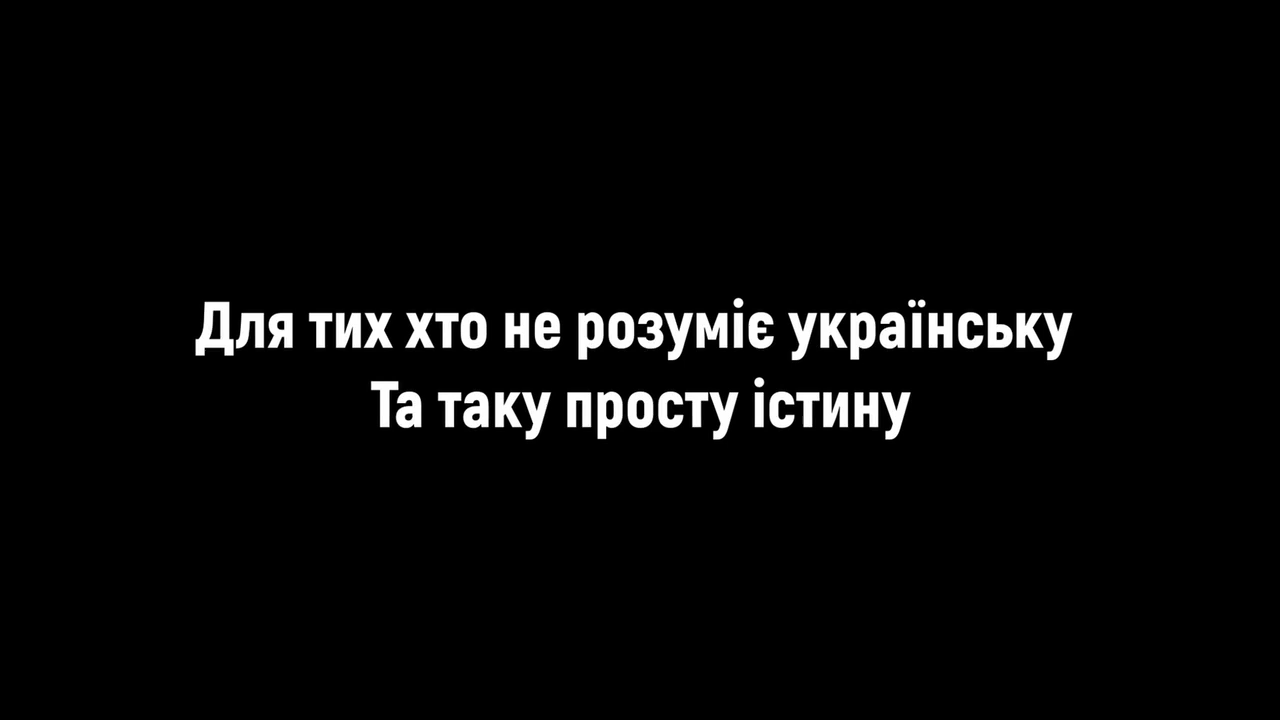 Для тих хто не розуміє українську
Та таку просту істину